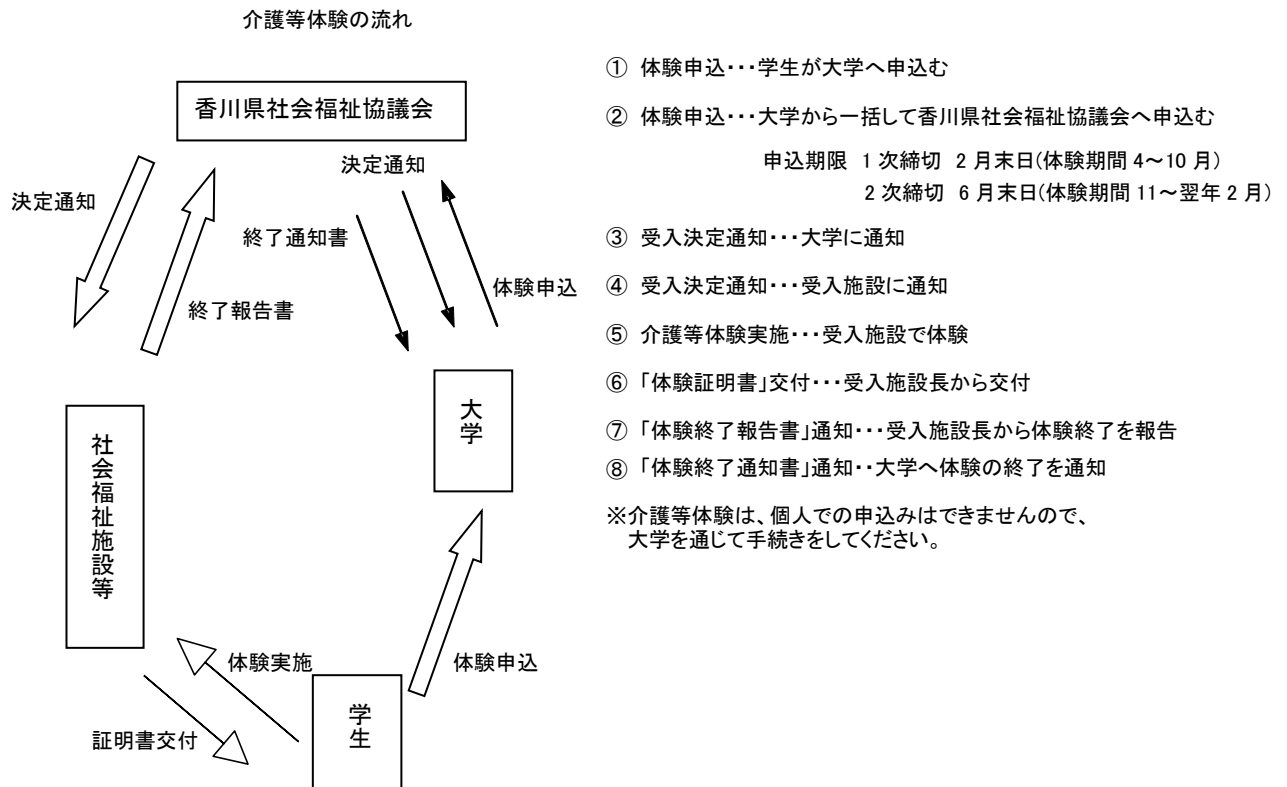 介護等体験の流れ
香川県社会福祉協議会
決定通知
決定通知
終了通知書
終了報告書
体験申込
大学
社会福祉施設等
体験実施
体験申込
学生
証明書交付
① 体験申込・・・学生が大学へ申込む
② 体験申込・・・大学から一括して香川県社会福祉協議会へ申込む
申込期限 1次締切 2月末日(体験期間4～10月)
2次締切 6月末日(体験期間11～翌年2月)
③ 受入決定通知・・・大学に通知
④ 受入決定通知・・・受入施設に通知
⑤ 介護等体験実施・・・受入施設で体験
⑥ 「体験証明書」交付・・・受入施設長から交付
⑦ 「体験終了報告書」通知・・・受入施設長から体験終了を報告
⑧ 「体験終了通知書」通知・・大学へ体験の終了を通知
※介護等体験は、個人での申込みはできませんので、
大学を通じて手続きをしてください。